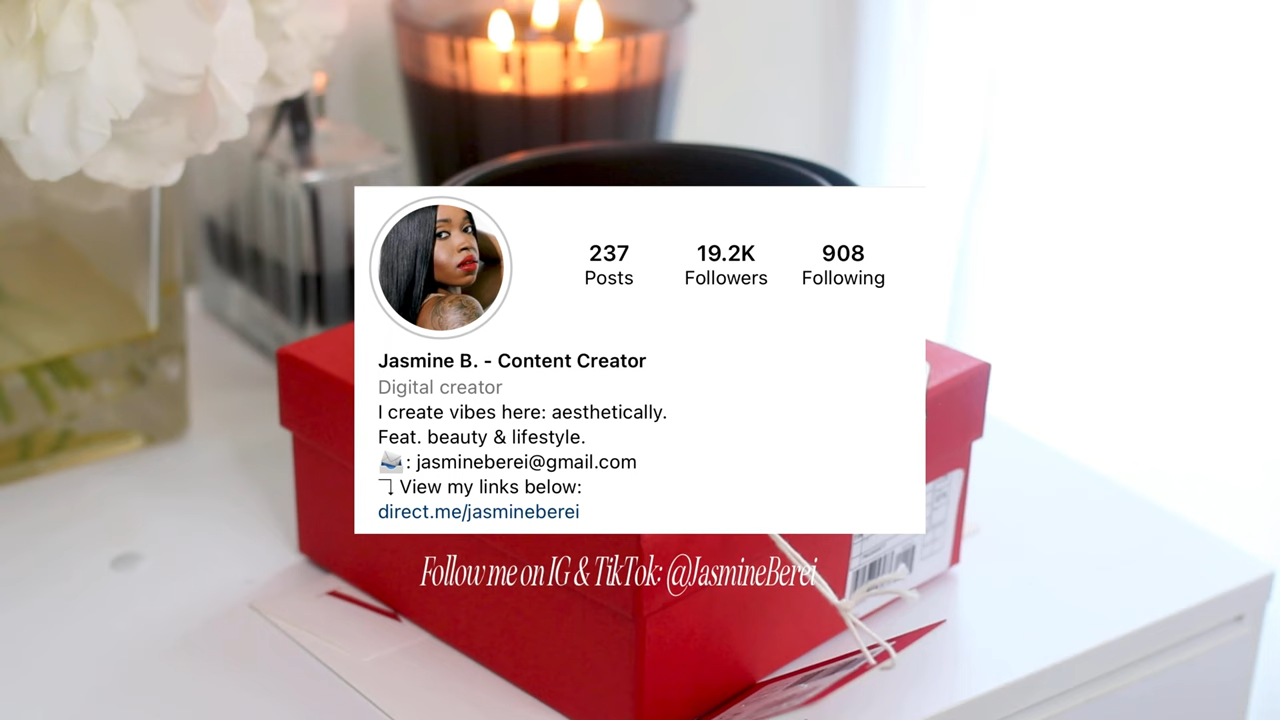 237
Posts
19.2K
Followers
908
Following
Jasmine B. - Content Creator
Digital creator
I create vibes here: aesthetically.
Feat. beauty & lifestyle.
📨: jasmineberei@gmail.com
⤵ View my links below:
direct.me/jasmineberei
Follow me on IG & TikTok: @JasmineBerei